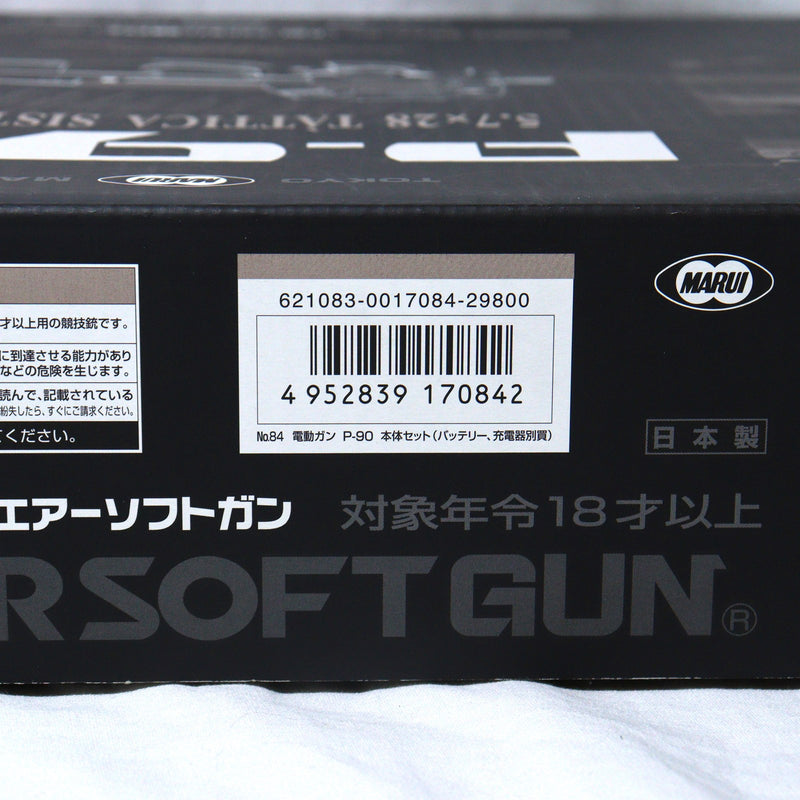 5.7×28 TATTICA SIST
P-9
TOKYO MARUI MA
621083-0017084-29800
MARUI
才以上用の競技銃です。
に到達させる能力があり
などの危険を生じます。
読んで、記載されている
紛失したら、すぐにご請求ください。
てください。
4 952839 170842
No.84 電動ガン P-90 本体セット(バッテリー、充電器別買)
日本製
エアーソフトガン 対象年令18才以上
RSOFTGUN®